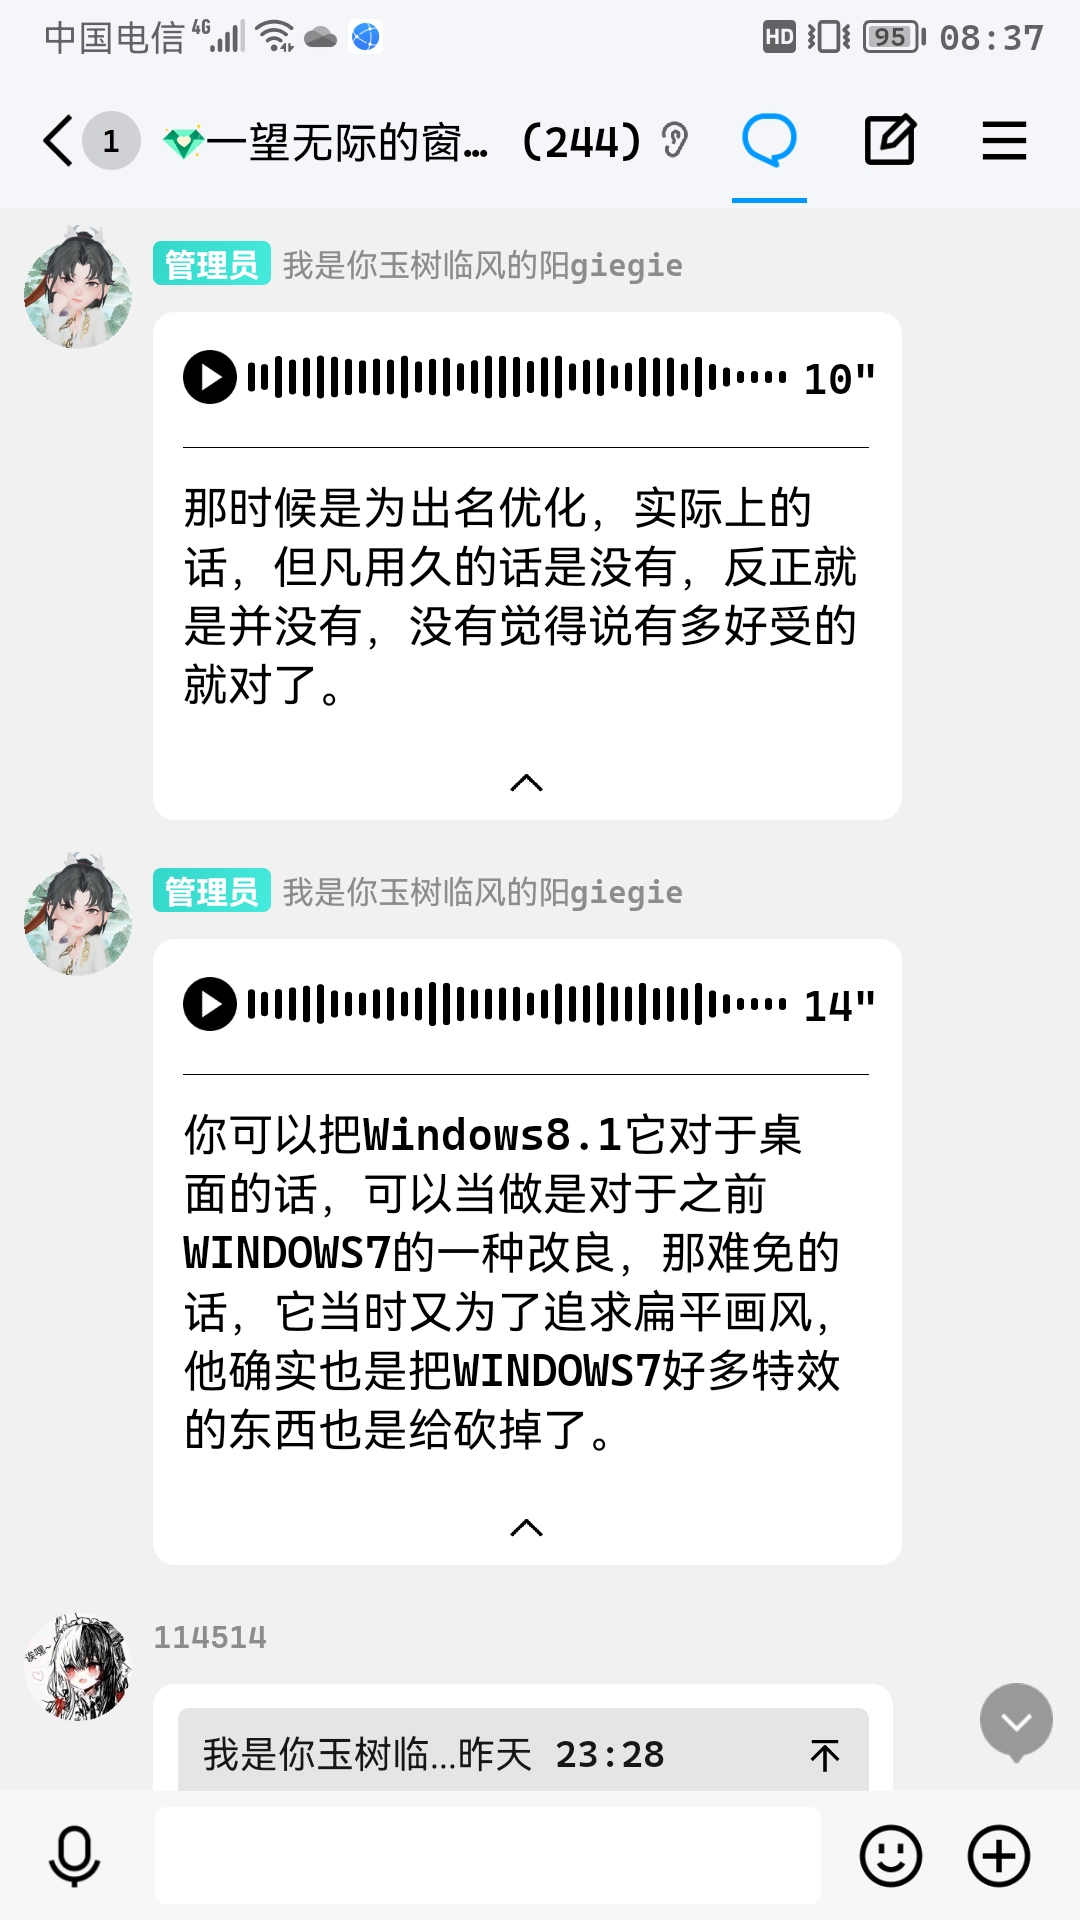 中国电信 4G HD 95 08:37
1 一望无际的窗... (244)
管理员 我是你玉树临风的阳giegie
10"
那时候是为出名优化，实际上的
话，但凡用久的话是没有，反正就
是并没有，没有觉得说有多好受的
就对了。
管理员 我是你玉树临风的阳giegie
14"
你可以把Windows8.1它对于桌
面的话，可以当做是对于之前
WINDOWS7的一种改良，那难免的
话，它当时又为了追求扁平画风，
他确实也是把WINDOWS7好多特效
的东西也是给砍掉了。
诶嘿~
114514
我是你玉树临...昨天 23:28